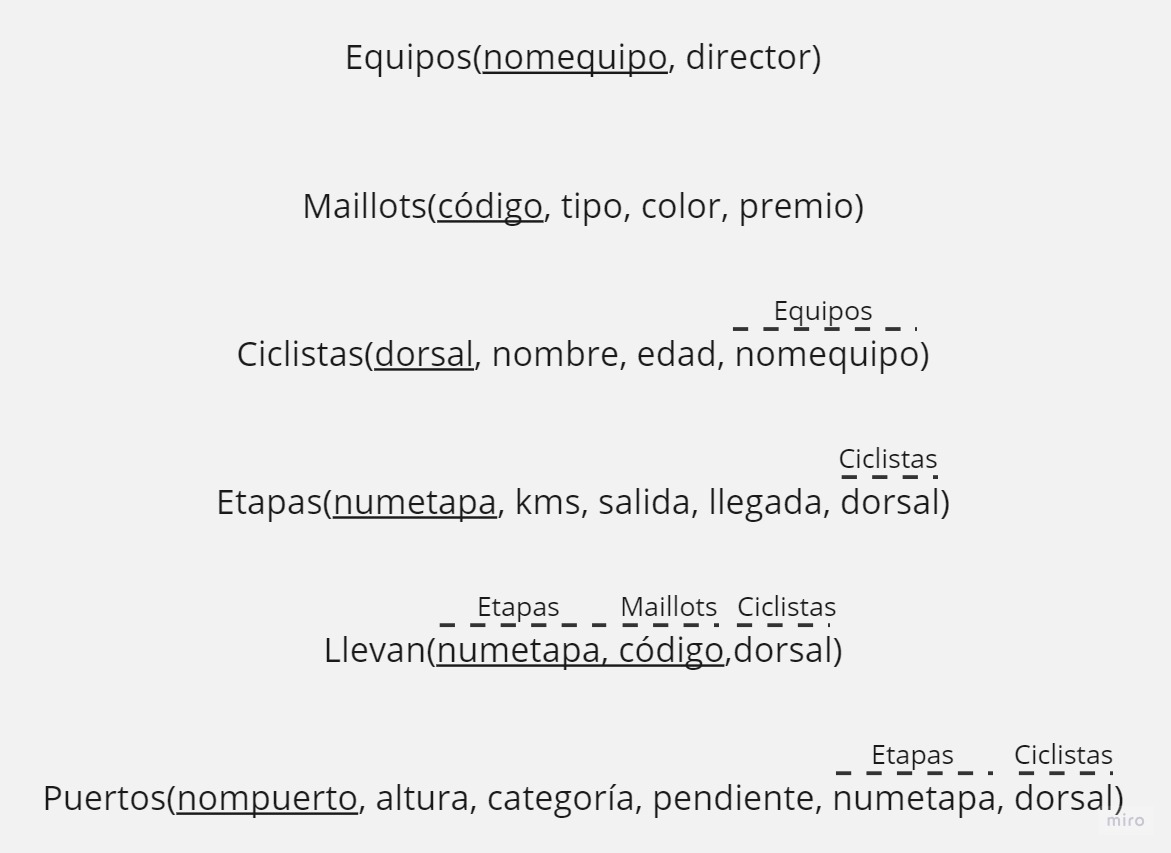 Equipos(nomequipo, director)
Maillots(código, tipo, color, premio)
Equipos
Ciclistas(dorsal, nombre, edad, nomequipo)
Ciclistas
Etapas(numetapa, kms, salida, llegada, dorsal)
Etapas Maillots Ciclistas
Llevan(numetapa, código,dorsal)
Etapas Ciclistas
Puertos(nompuerto, altura, categoría, pendiente, numetapa, dorsal)
miro